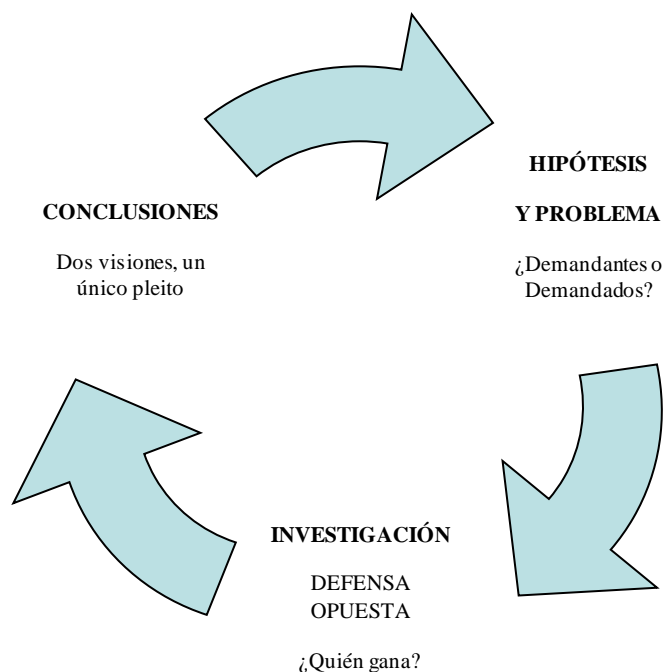 CONCLUSIONES
Dos visiones, un
único pleito
HIPÓTESIS
Y PROBLEMA
¿Demandantes o
Demandados?
INVESTIGACIÓN
DEFENSA
OPUESTA
¿Quién gana?